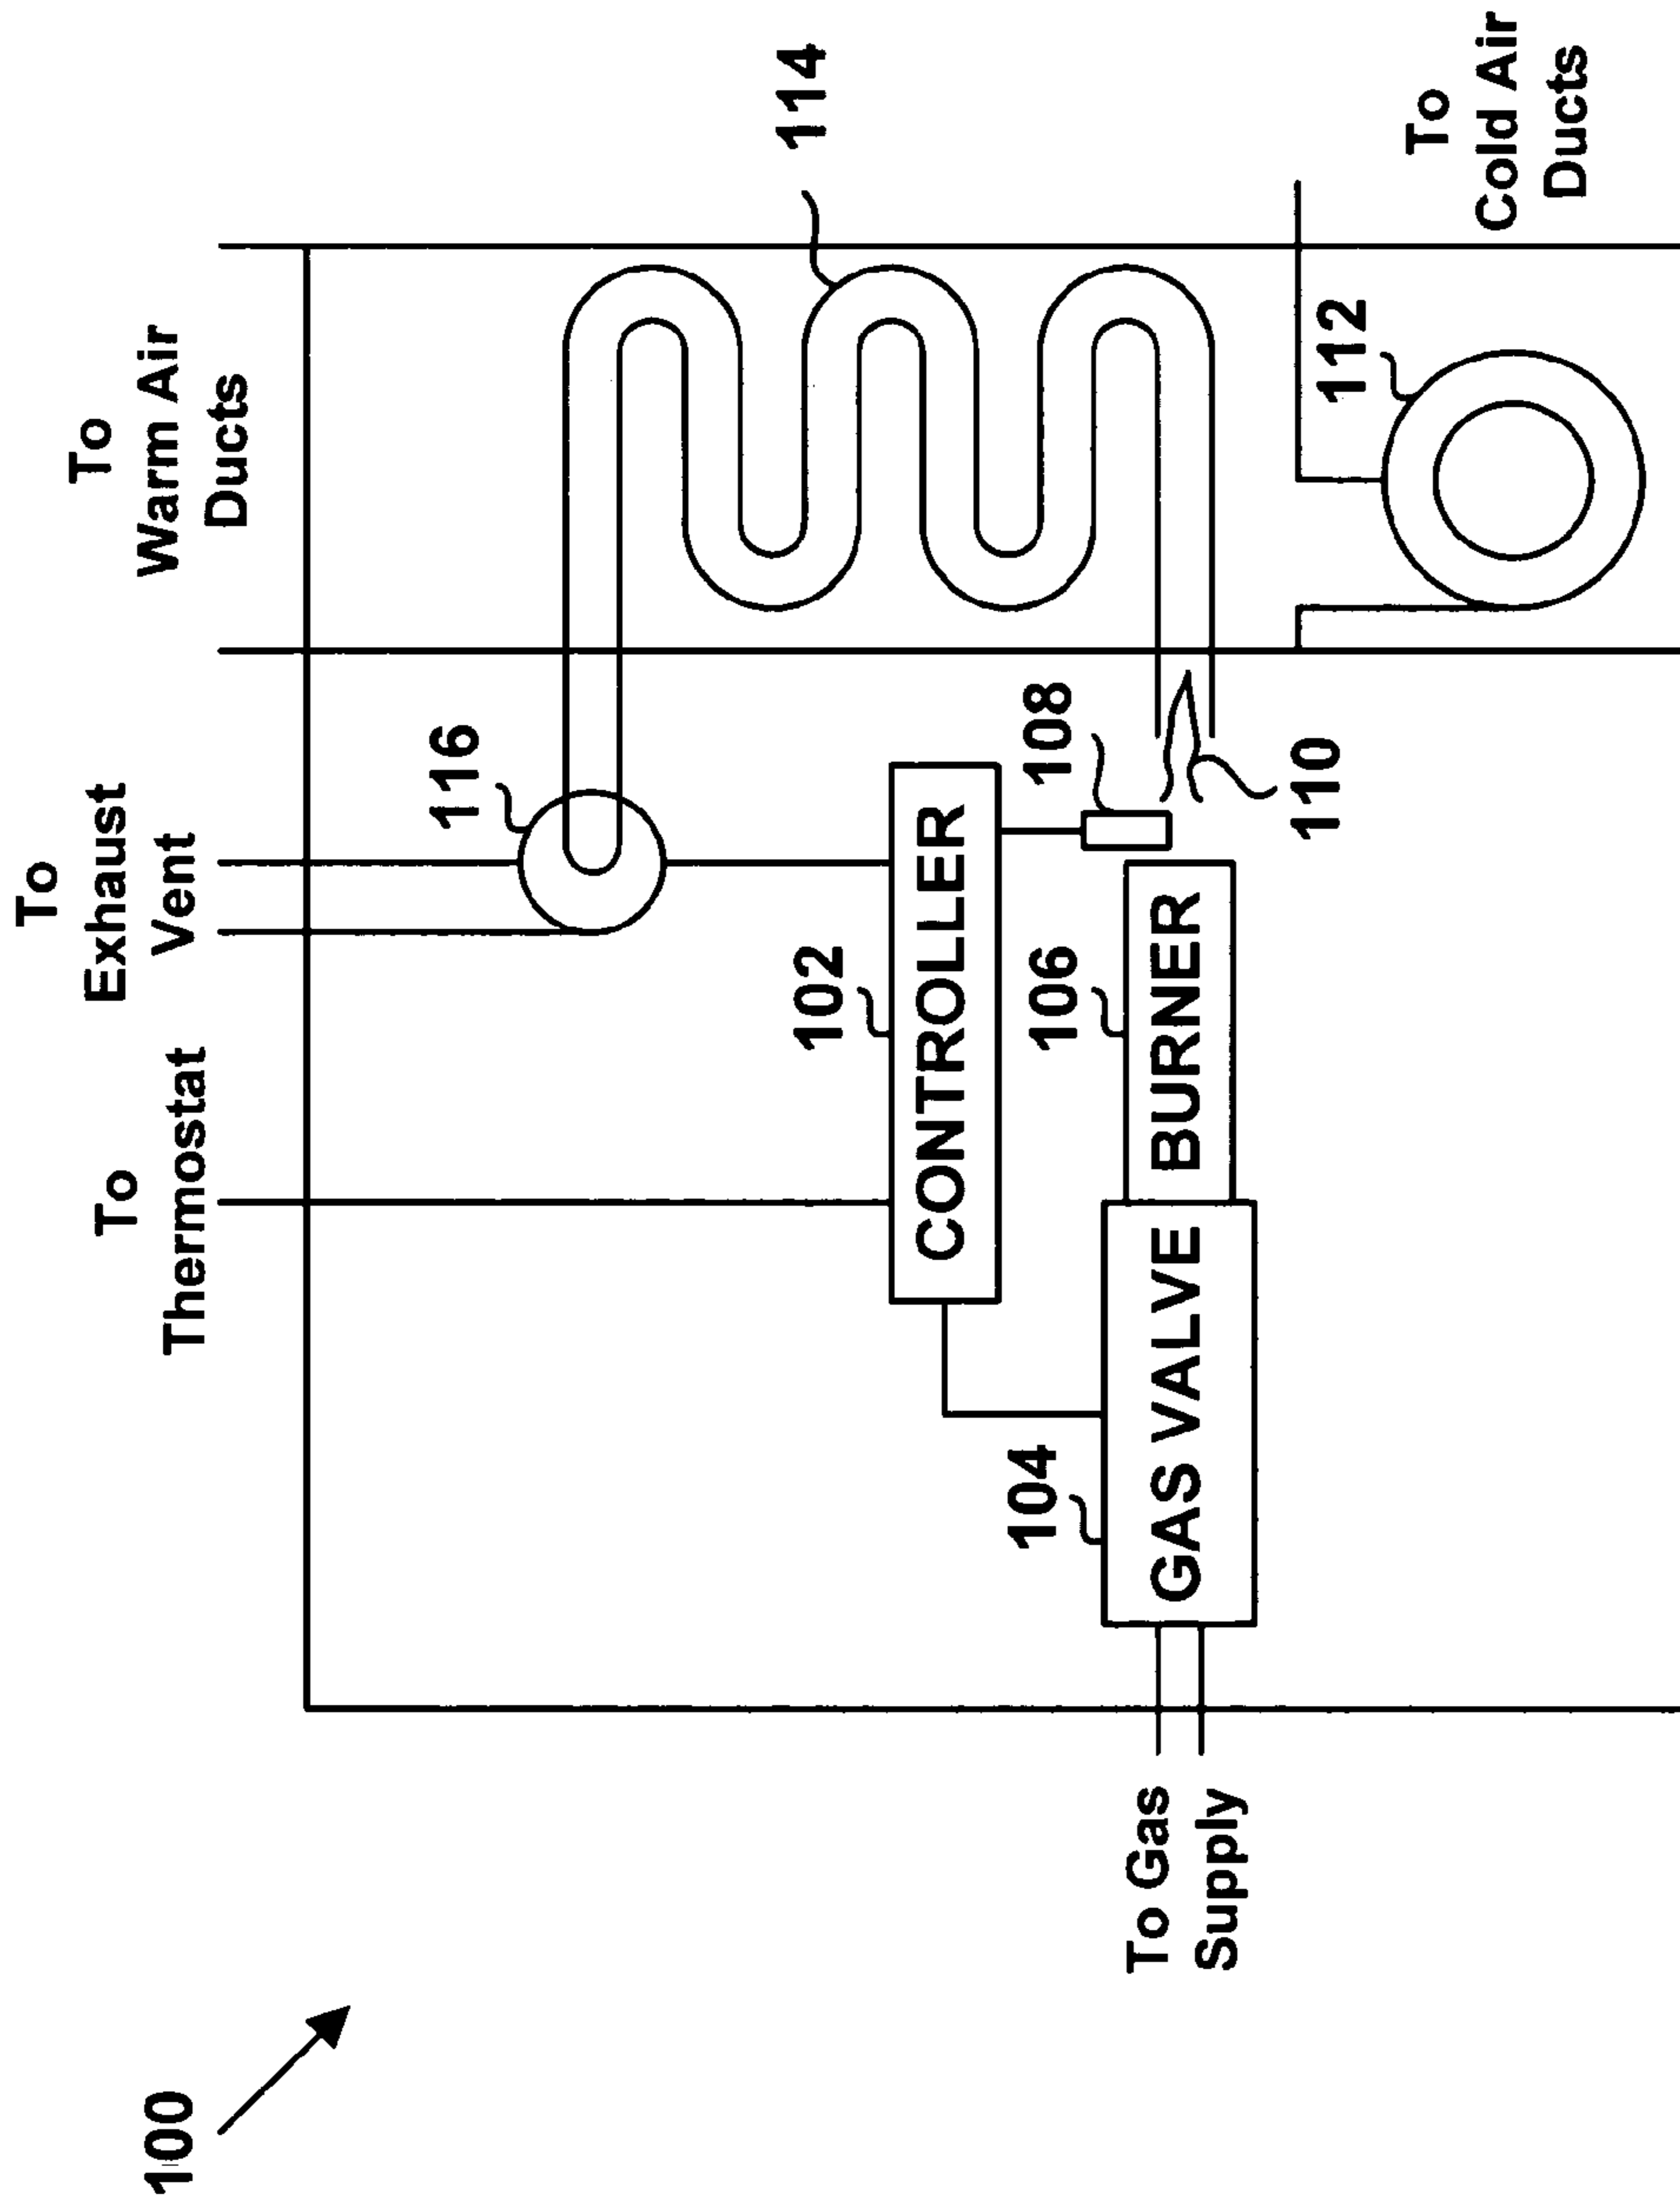 100
To
Thermostat
To
Exhaust
Vent
To
Warm Air
Ducts
116
114
102
CONTROLLER
104
106
108
GAS VALVE
BURNER
110
To Gas
Supply
112
To
Cold Air
Ducts